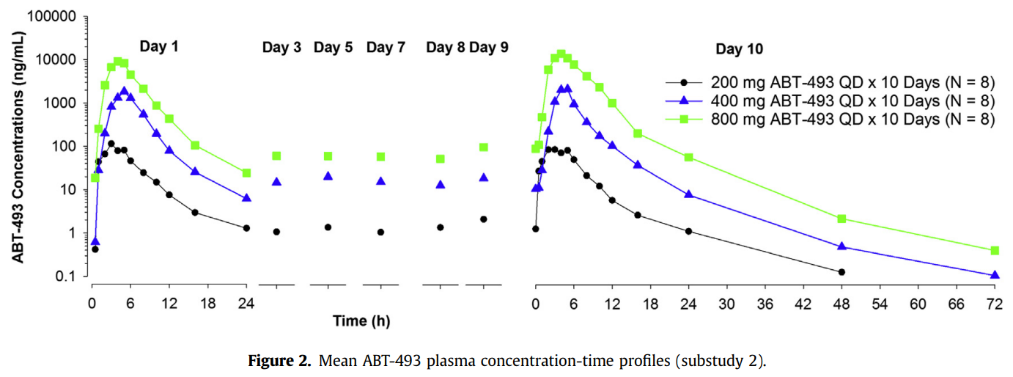 100000
10000
1000
100
10
1
0.1
ABT-493 Concentrations (ng/mL)
Day 1
Day 3
Day 5
Day 7
Day 8
Day 9
Day 10
200 mg ABT-493 QD x 10 Days (N = 8)
400 mg ABT-493 QD x 10 Days (N = 8)
800 mg ABT-493 QD x 10 Days (N = 8)
0 6 12 18 24
0 6 12 18 24 30 36 42 48 54 60 66 72
Time (h)
Figure 2. Mean ABT-493 plasma concentration-time profiles (substudy 2).